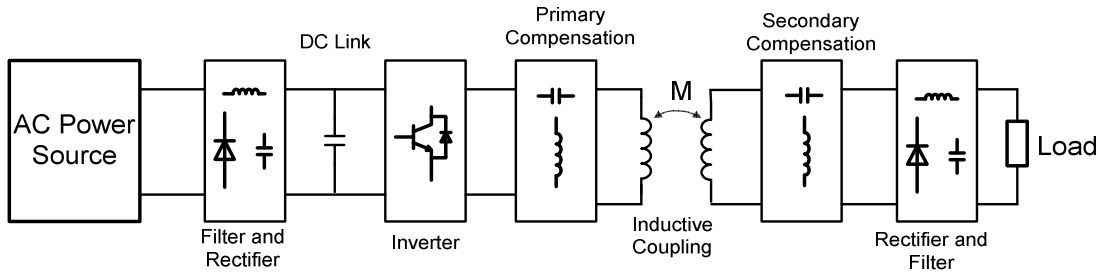 Primary
Compensation
Secondary
Compensation
DC Link
M
AC Power
Source
Load
Filter and
Rectifier
Inverter
Inductive
Coupling
Rectifier and
Filter